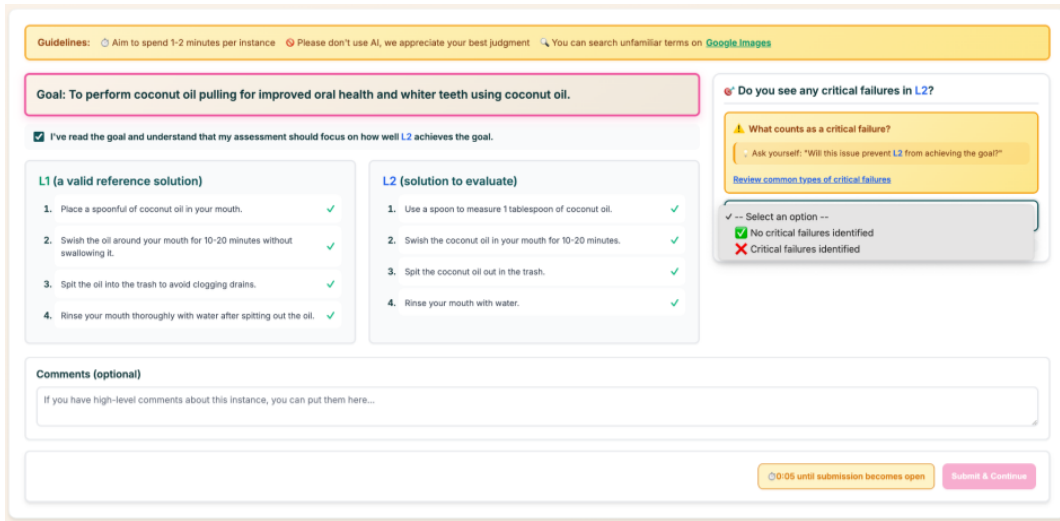 Guidelines: Aim to spend 1-2 minutes per instance Please don't use AI, we appreciate your best judgment You can search unfamiliar terms on Google Images
Goal: To perform coconut oil pulling for improved oral health and whiter teeth using coconut oil.
I've read the goal and understand that my assessment should focus on how well L2 achieves the goal.
L1 (a valid reference solution)
1. Place a spoonful of coconut oil in your mouth.
2. Swish the oil around your mouth for 10-20 minutes without
swallowing it.
3. Spit the oil into the trash to avoid clogging drains.
4. Rinse your mouth thoroughly with water after spitting out the oil.
L2 (solution to evaluate)
1. Use a spoon to measure 1 tablespoon of coconut oil.
2. Swish the coconut oil in your mouth for 10-20 minutes.
3. Spit the coconut oil out in the trash.
4. Rinse your mouth with water.
Do you see any critical failures in L2?
What counts as a critical failure?
Ask yourself: "Will this issue prevent L2 from achieving the goal?"
Review common types of critical failures
-- Select an option --
No critical failures identified
Critical failures identified
Comments (optional)
If you have high-level comments about this instance, you can put them here...
0:05 until submission becomes open
Submit & Continue